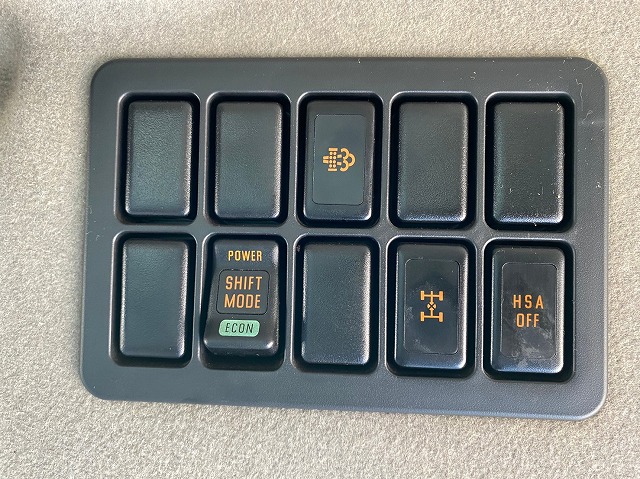 POWER
SHIFT
MODE
ECON
HSA
OFF